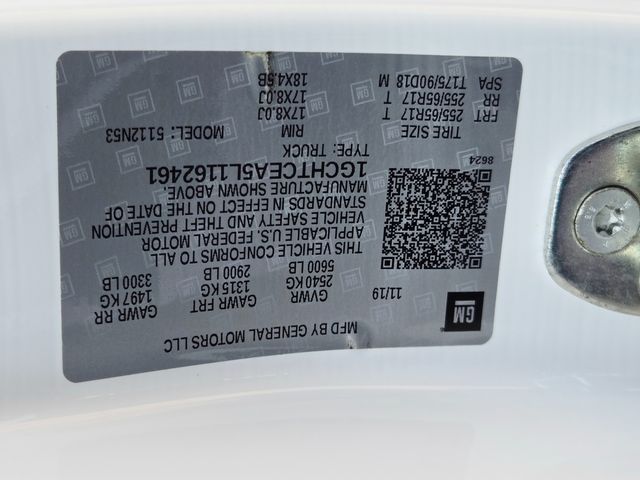 MFD BY GENERAL MOTORS LLC
GM
11/19
GVWR GAWR FRT GAWR RR
2540 KG 1315 KG 1497 KG
5600 LB 2900 LB 3300 LB
THIS VEHICLE CONFORMS TO ALL
APPLICABLE U.S. FEDERAL MOTOR
VEHICLE SAFETY AND THEFT PREVENTION
STANDARDS IN EFFECT ON THE DATE OF
MANUFACTURE SHOWN ABOVE.
1GCHTCEA5L1162461
8624
TYPE: TRUCK
MODEL: 5112N53
TIRE SIZE RIM
FRT 255/65R17 T 17X8.0J
RR 255/65R17 T 17X8.0J
SPA T175/90D18 M 18X4.5B